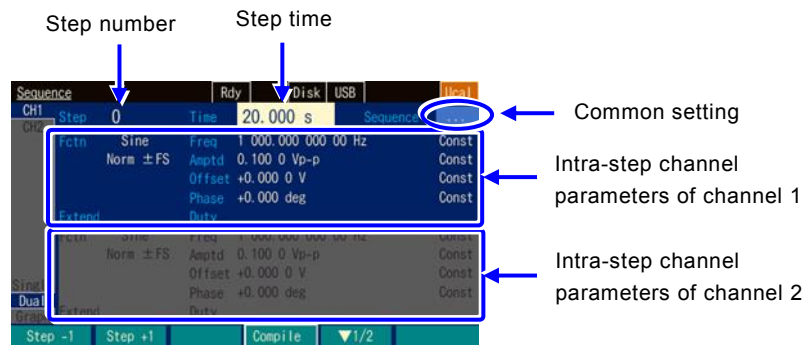 Step number
Step time
Sequence Rdy Disk USB Ucal
CH1 Step 0 Time 20.000 s Sequence ...
CH2
Fctn Sine Freq 1 000.000 000 00 Hz Const
Norm ±FS Amptd 0.100 0 Vp-p Const
Offset +0.000 0 V Const
Phase +0.000 deg Const
Extend Duty
Fctn Sine Freq 1 000.000 000 00 Hz Const
Norm ±FS Amptd 0.100 0 Vp-p Const
Offset +0.000 0 V Const
Phase +0.000 deg Const
Extend Duty
Dual
Step -1 Step +1 Compile ▼1/2
Common setting
Intra-step channel
parameters of channel 1
Intra-step channel
parameters of channel 2